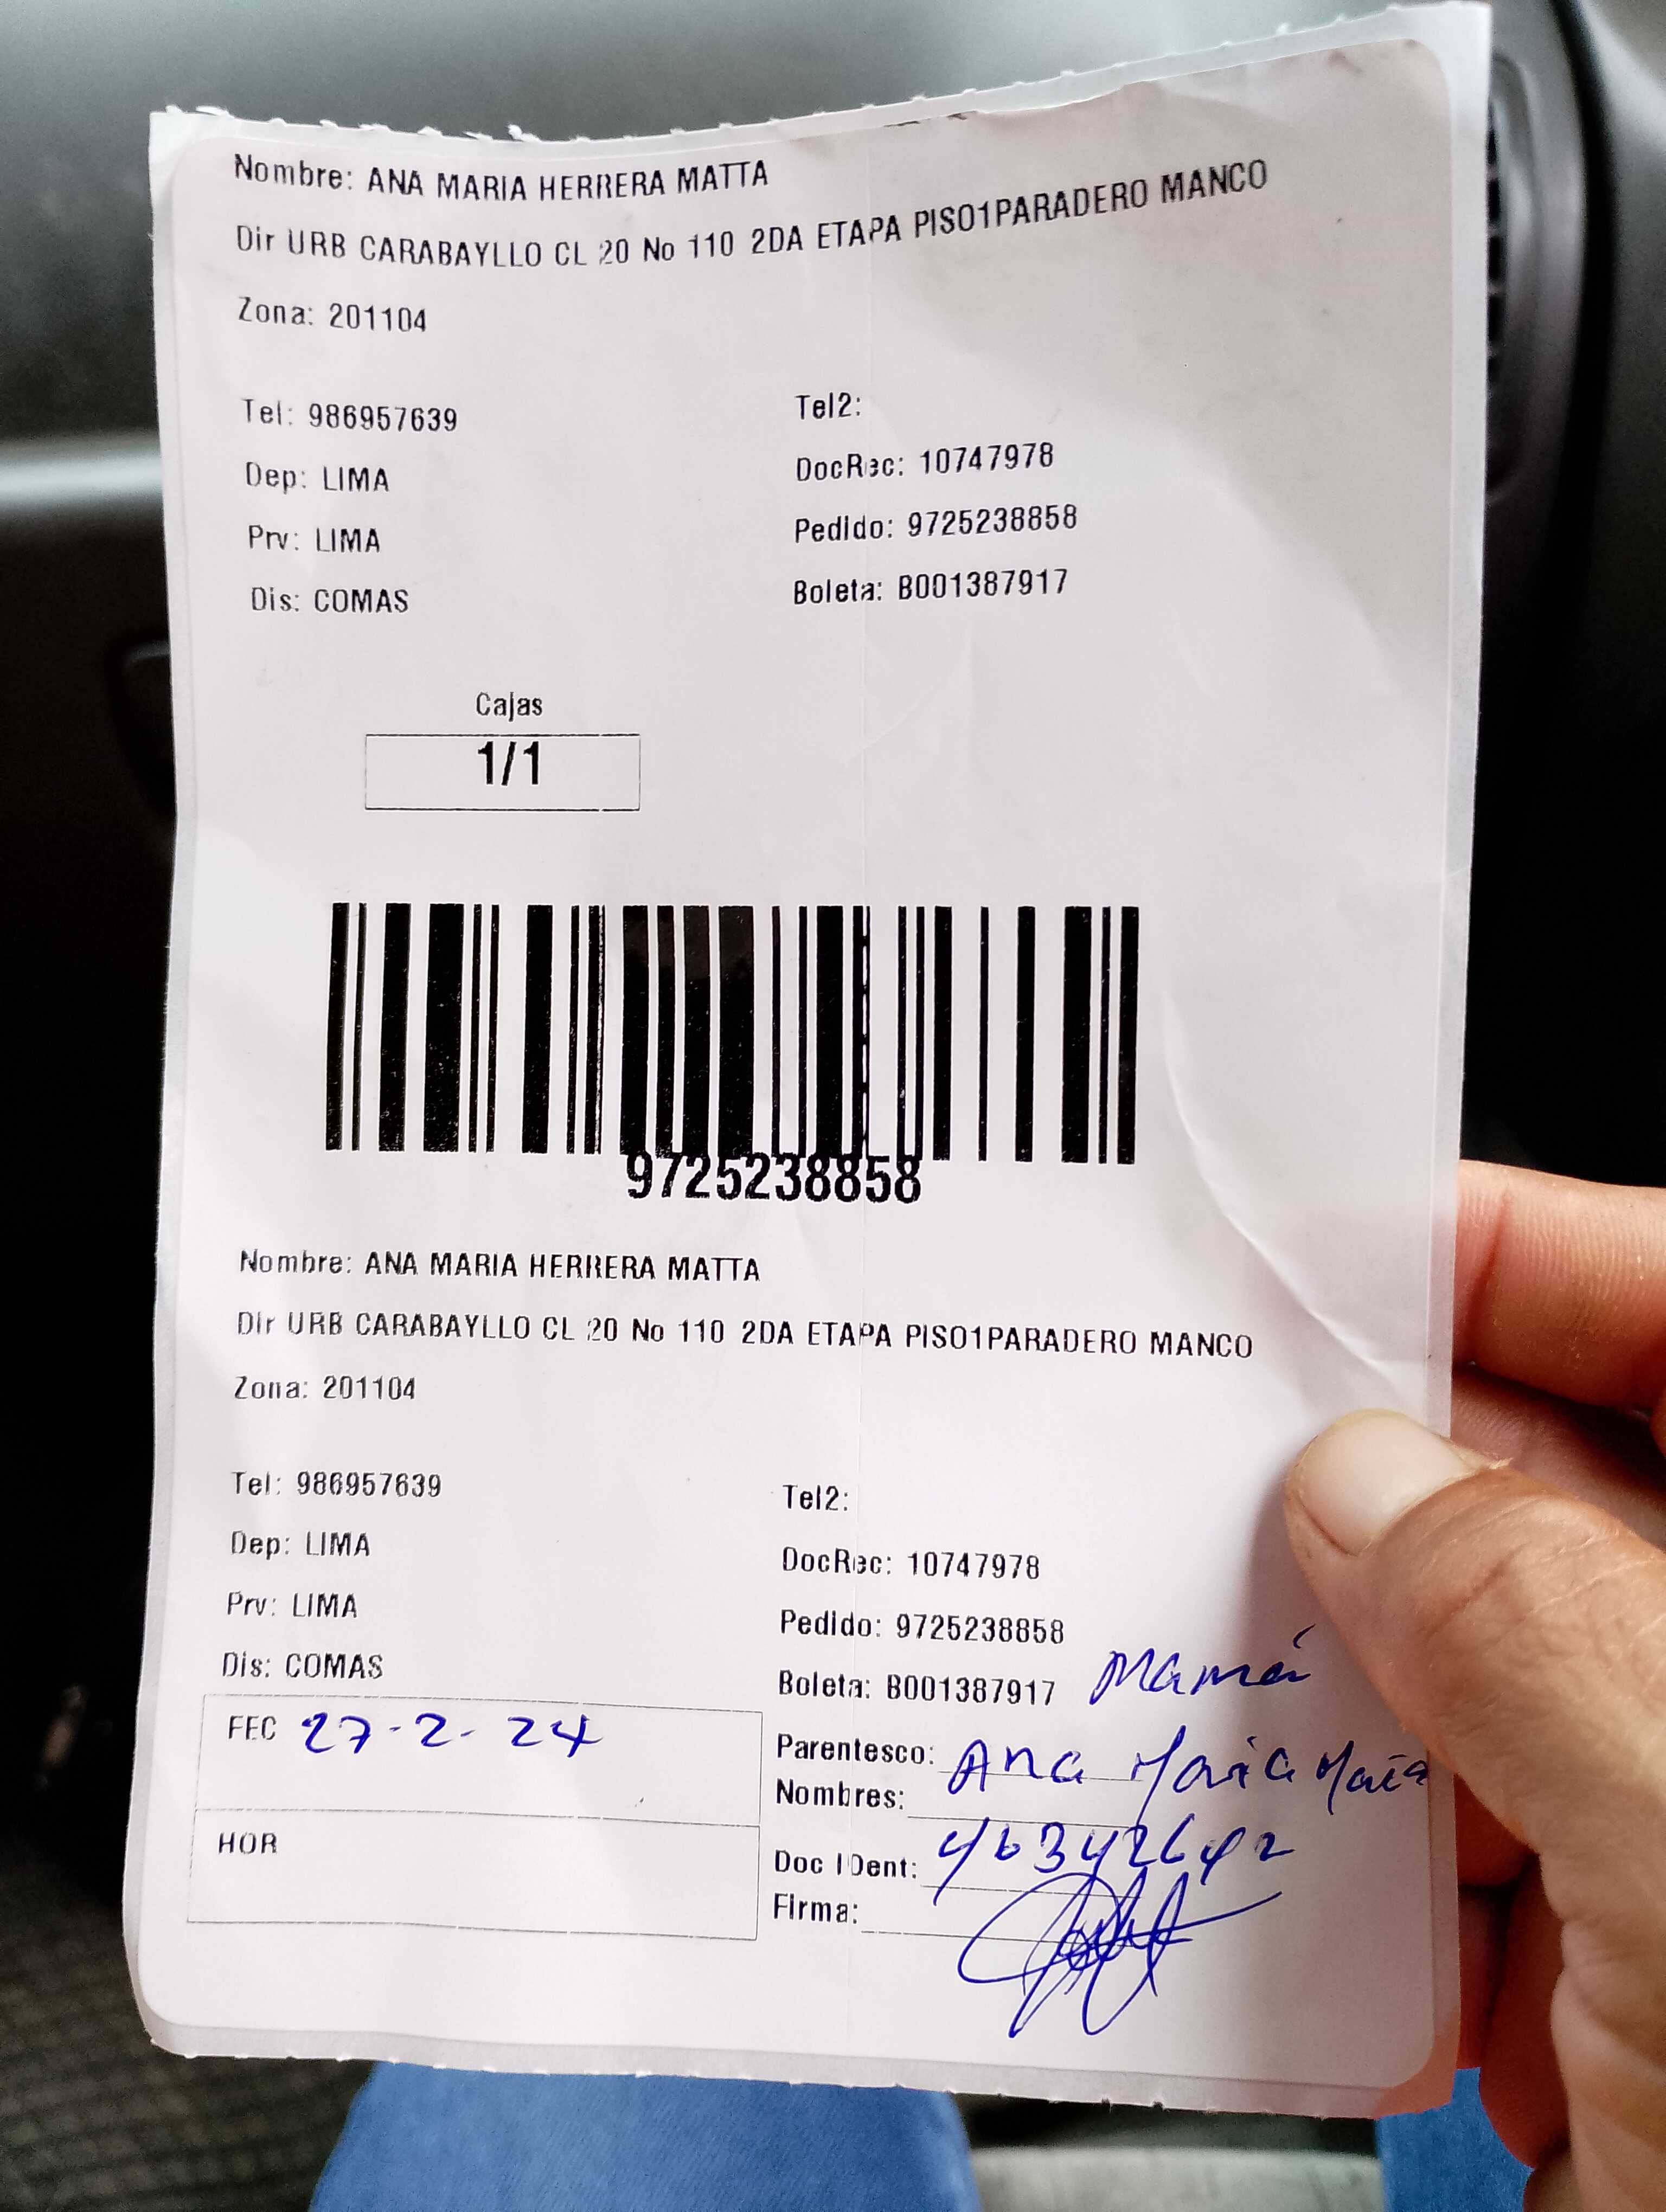 Nombre: ANA MARIA HERRERA MATTA
Dir URB CARABAYLLO CL 20 No 110 2DA ETAPA PISO1PARADERO MANCO
Zona: 201104
Tel: 986957639 Tel2:
Dep: LIMA DocRec: 10747978
Prv: LIMA Pedido: 9725238858
Dis: COMAS Boleta: B001387917
Cajas
1/1
9725238858
Nombre: ANA MARIA HERRERA MATTA
Dir URB CARABAYLLO CL 20 No 110 2DA ETAPA PISO1PARADERO MANCO
Zona: 201104
Tel: 986957639 Tel2:
Dep: LIMA DocRec: 10747978
Prv: LIMA Pedido: 9725238858
Dis: COMAS Boleta: B001387917 Mamá
FEC 27-2-24 Parentesco: Ana Maria
Nombres:
HOR Doc IDent:
Firma: